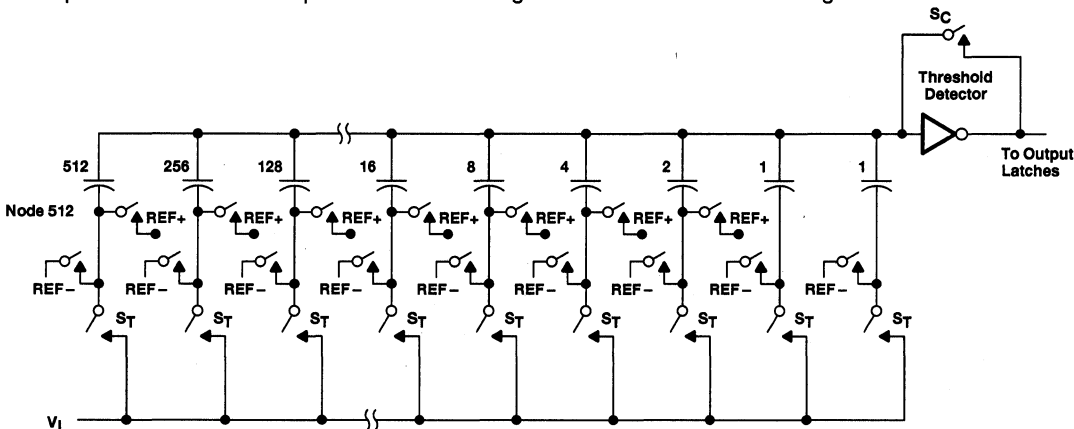 SC
Threshold
Detector
To Output
Latches
512 256 128 16 8 4 2 1 1
Node 512 REF+ REF+ REF+ REF+ REF+ REF+ REF+
REF− REF− REF− REF− REF− REF− REF− REF− REF−
ST ST ST ST ST ST ST ST ST